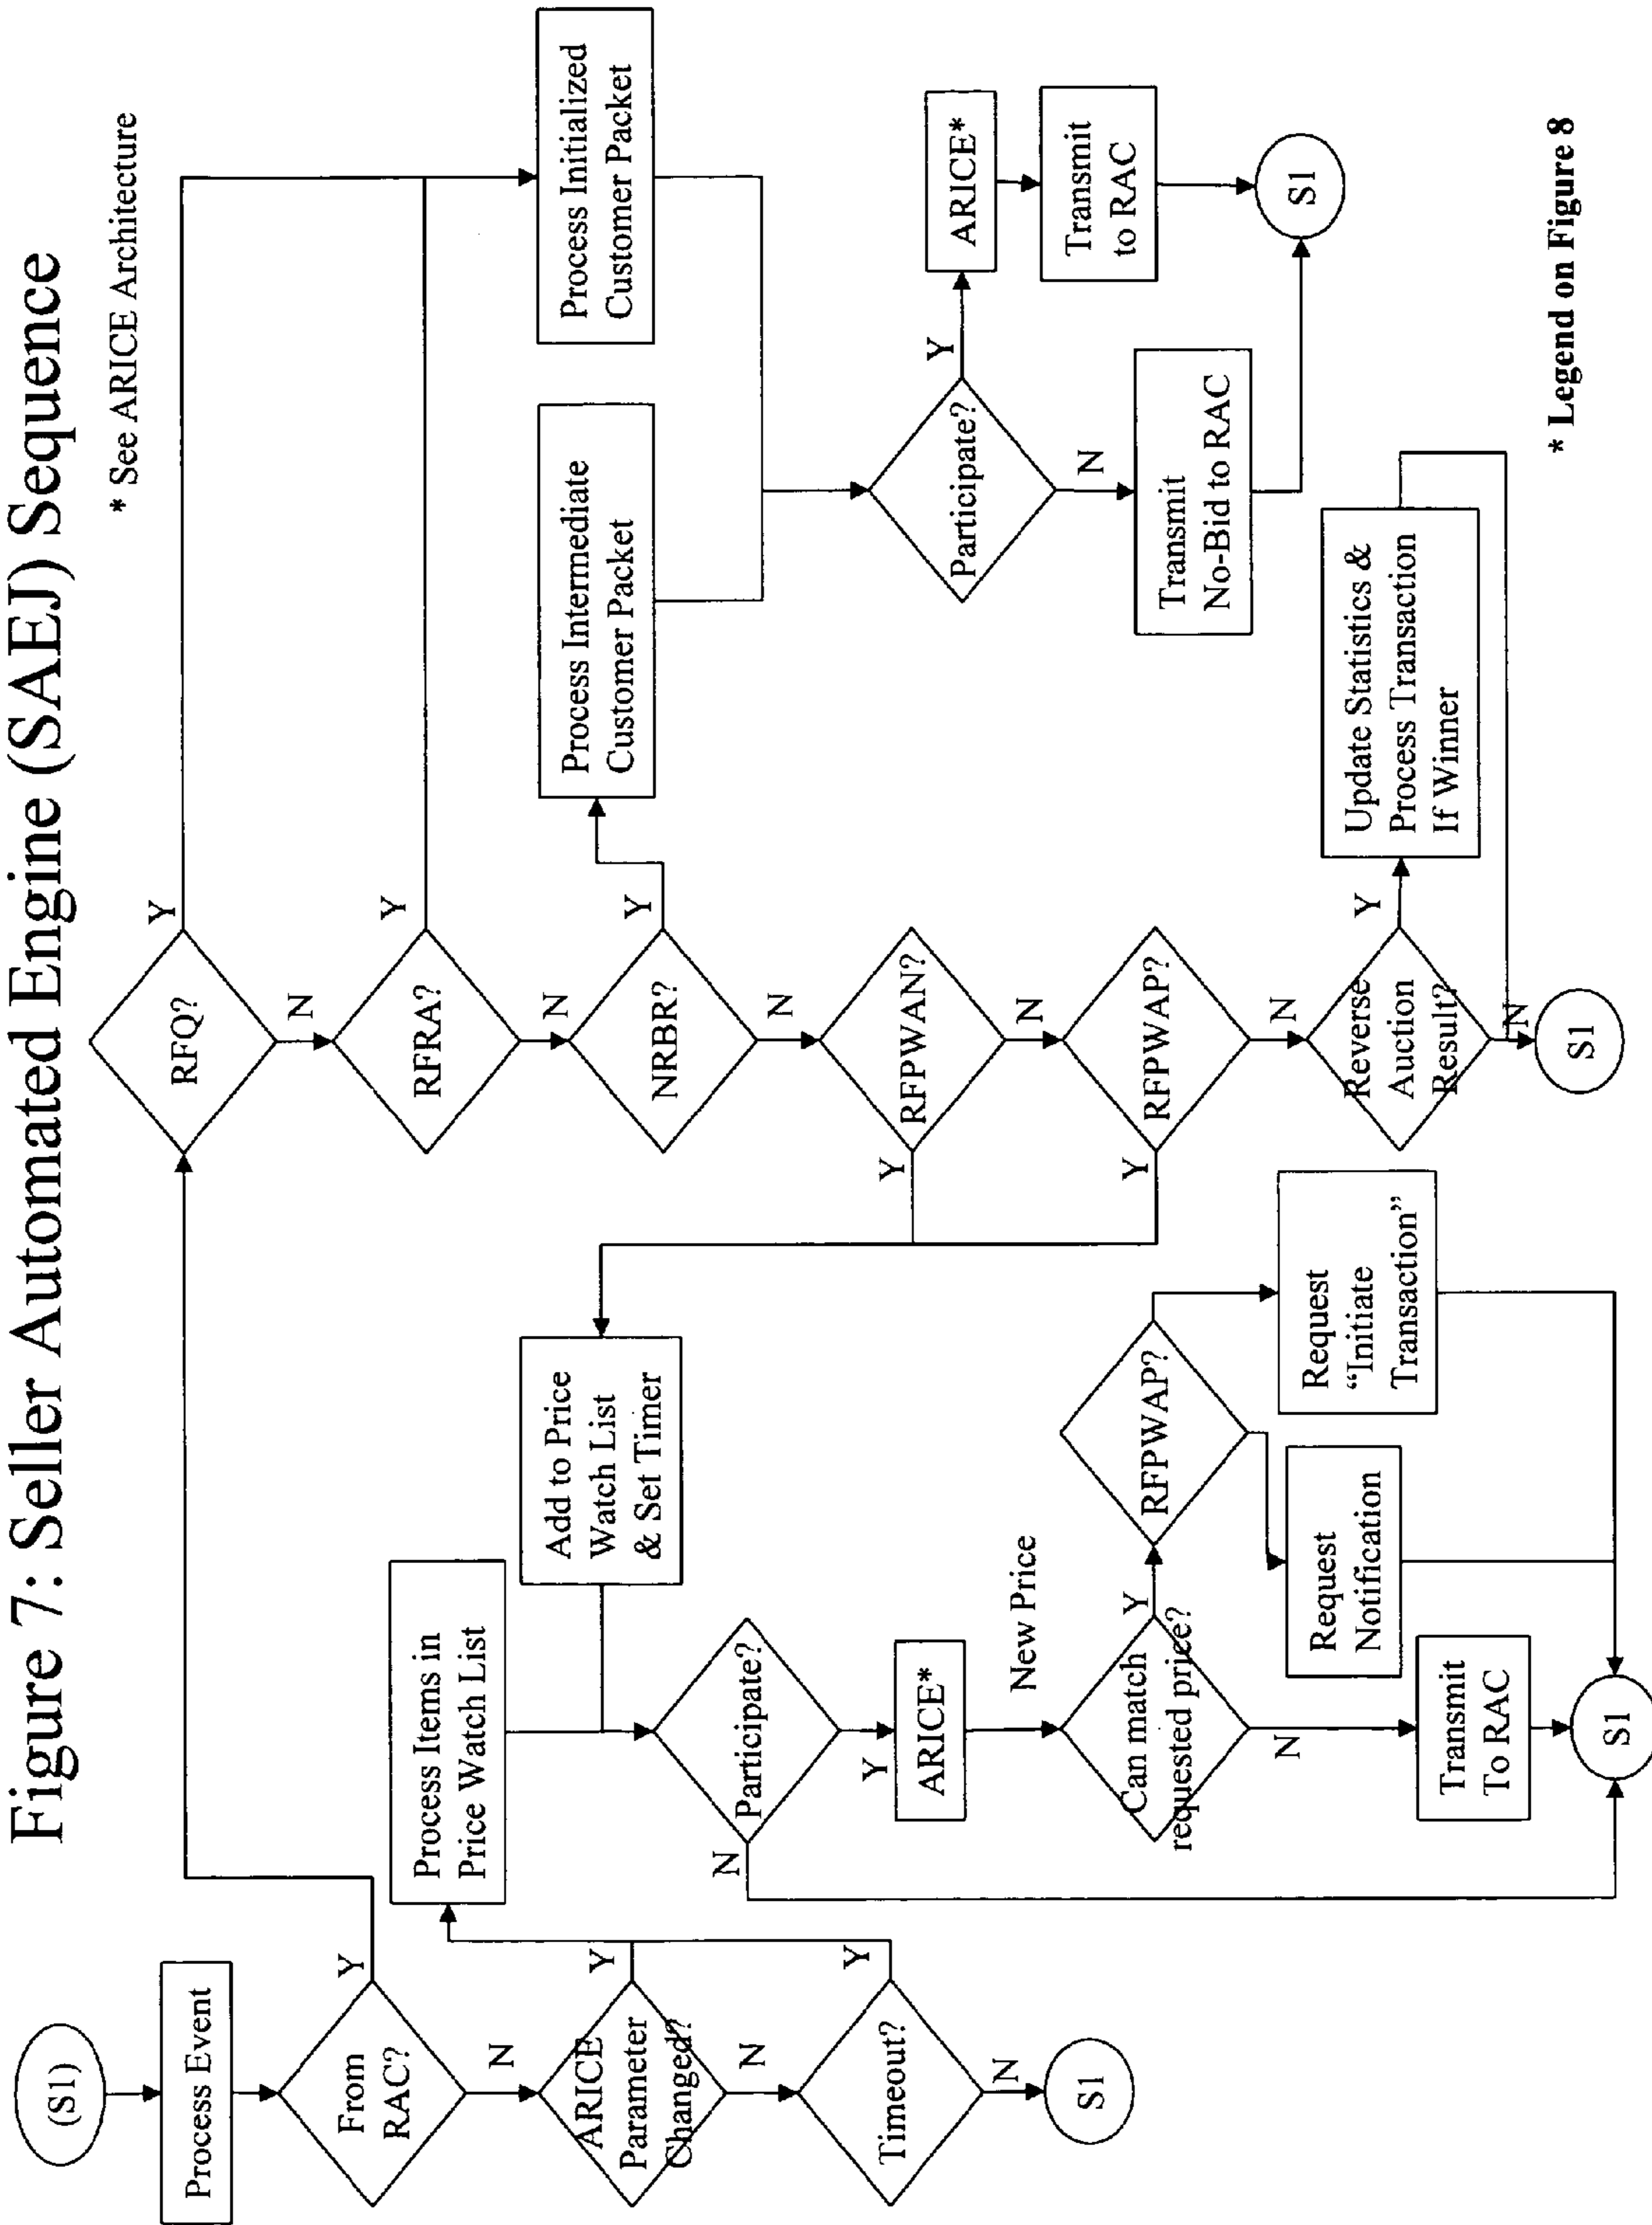 Figure 7: Seller Automated Engine (SAEJ) Sequence
* See ARICE Architecture
(S1)
Process Event
From
RAC?
Y
N
ARICE
Parameter
Changed?
Y
N
Timeout?
Y
N
S1
Process Items in
Price Watch List
Add to Price
Watch List
& Set Timer
Participate?
N
Y
ARICE*
New Price
Can match
requested price?
Y
N
RFPWAP?
Request
Notification
Request
“Initiate
Transaction”
Transmit
To RAC
S1
RFQ?
Y
N
RFRA?
Y
N
NRBR?
Y
N
RFPWAN?
Y
N
RFPWAP?
Y
N
Reverse
Auction
Result?
Y
N
S1
Update Statistics &
Process Transaction
If Winner
Process Intermediate
Customer Packet
Process Initialized
Customer Packet
Participate?
Y
N
ARICE*
Transmit
to RAC
Transmit
No-Bid to RAC
S1
* Legend on Figure 8